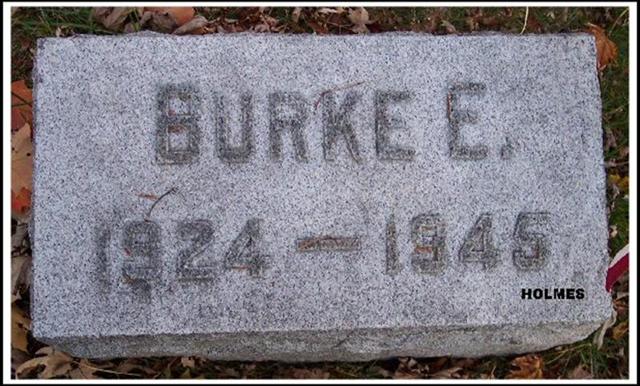 BURKE E.
1924 — 1945
HOLMES